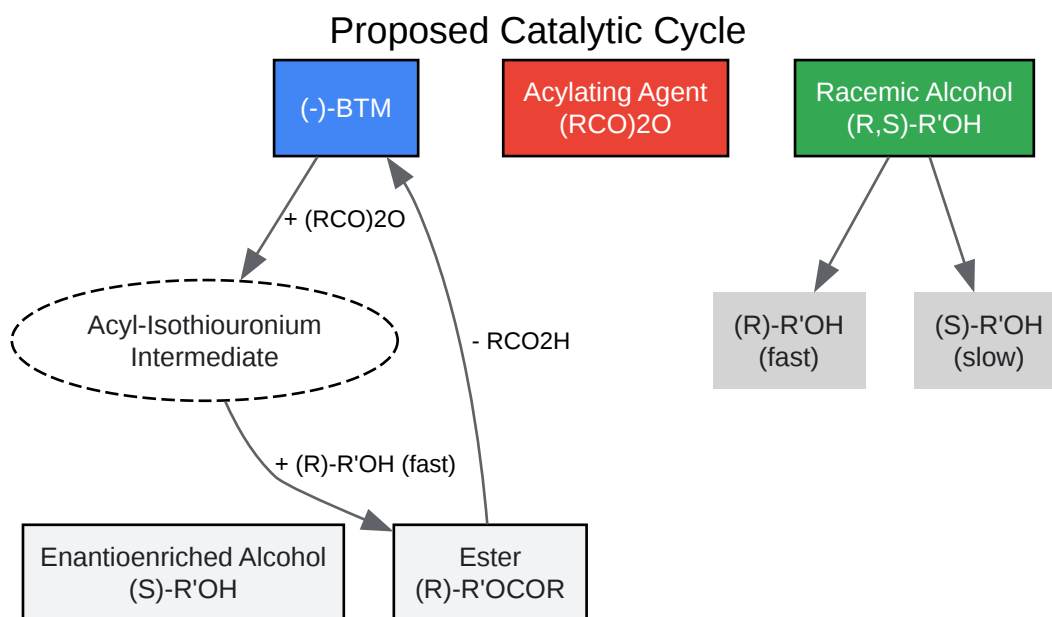 Proposed Catalytic Cycle
(-)-BTM
Acylating Agent
(RCO)2O
Racemic Alcohol
(R,S)-R'OH
+ (RCO)2O
Acyl-Isothiouronium
Intermediate
- RCO2H
(R)-R'OH
(fast)
(S)-R'OH
(slow)
+ (R)-R'OH (fast)
Enantioenriched Alcohol
(S)-R'OH
Ester
(R)-R'OCOR